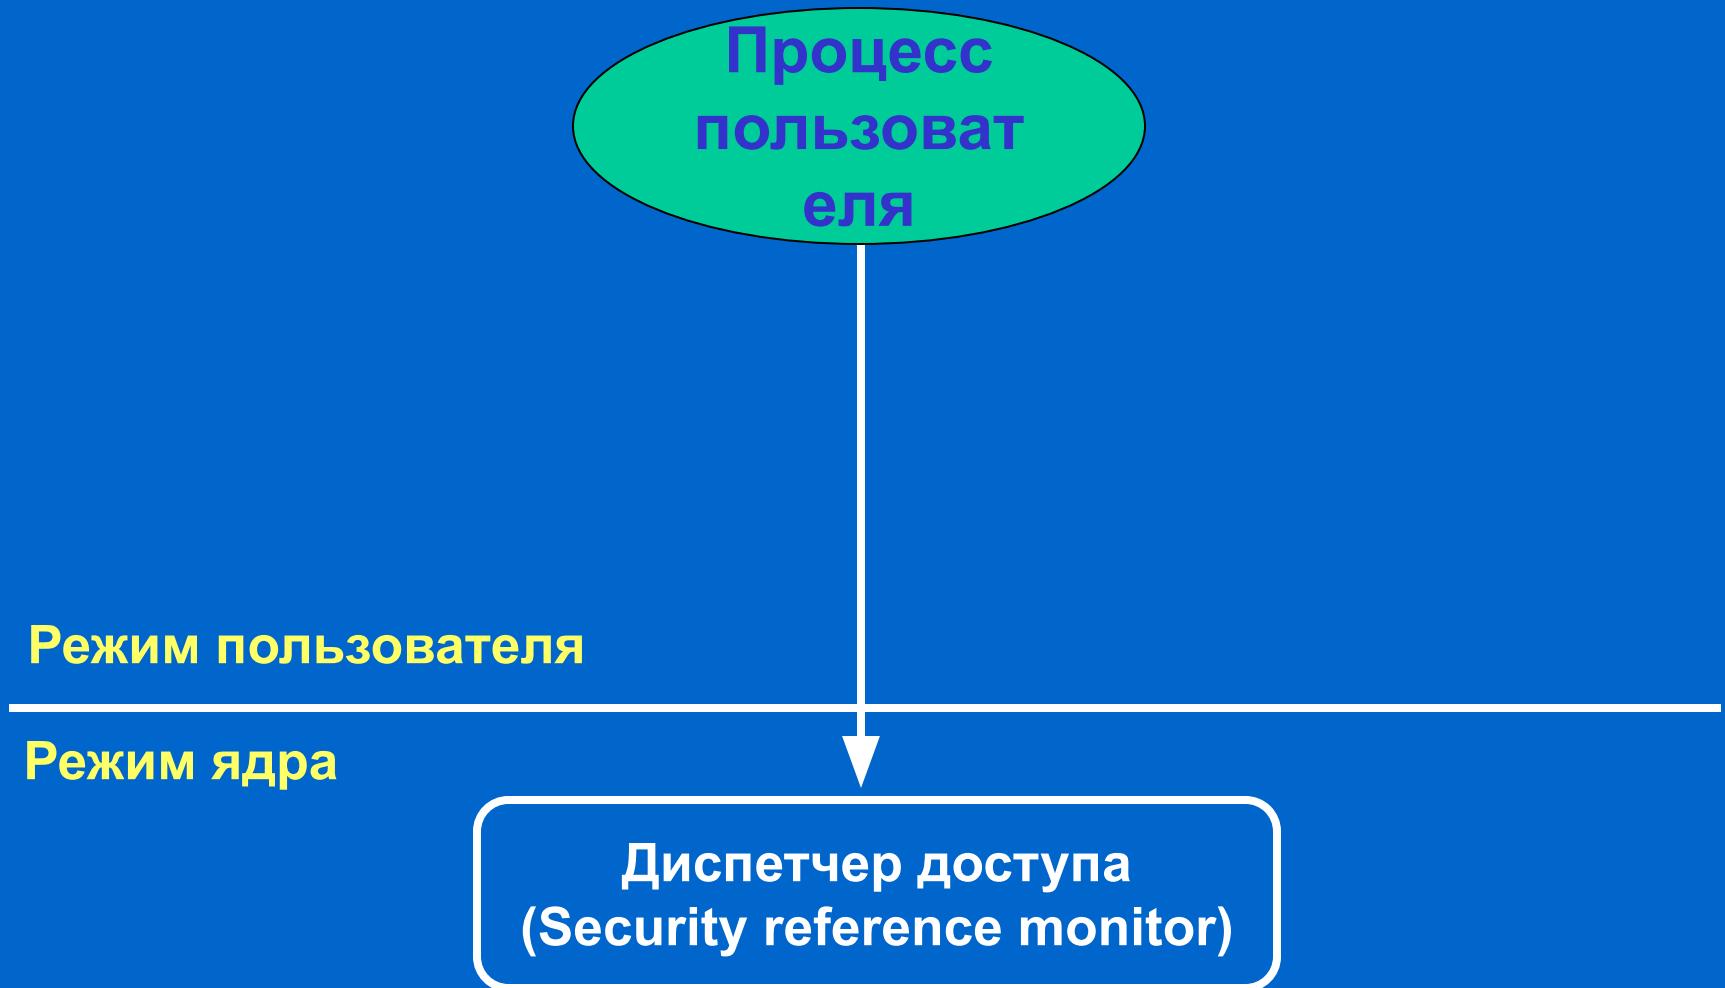 Процесс
пользоват
еля
Режим пользователя
Режим ядра
Диспетчер доступа
(Security reference monitor)